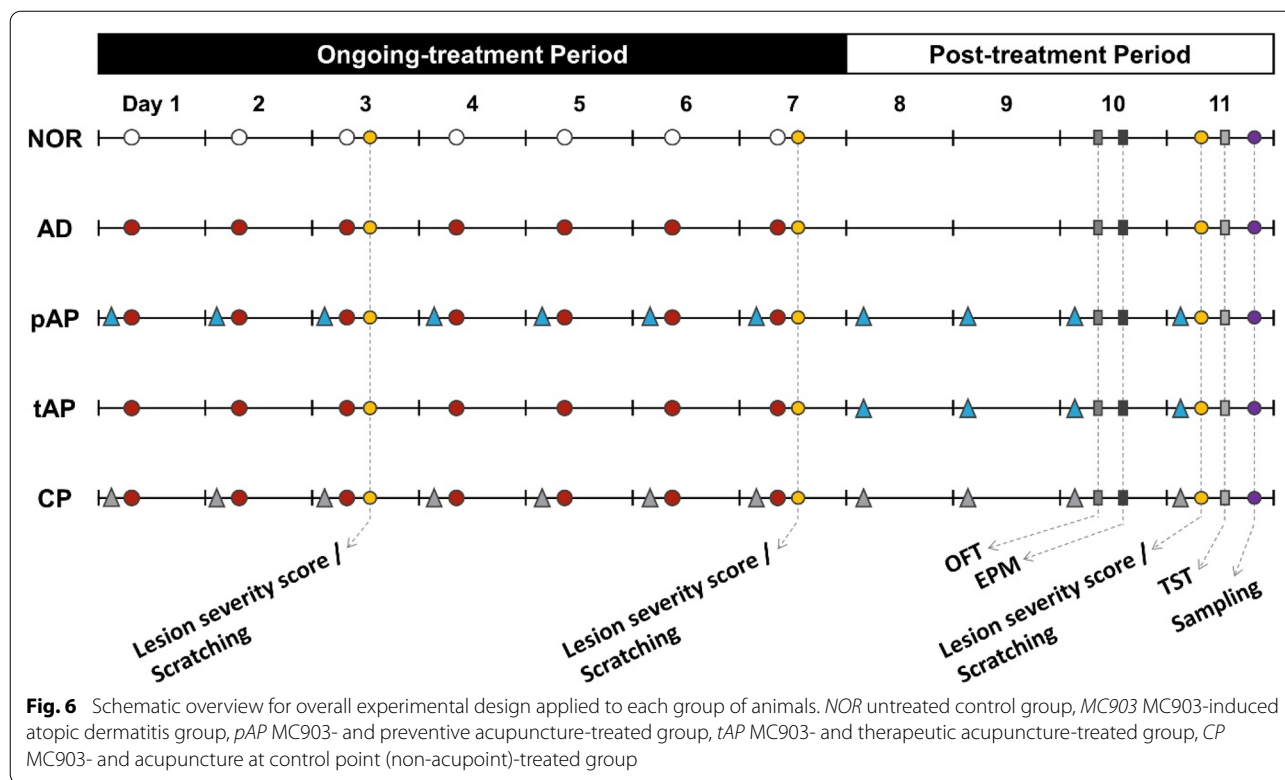 Ongoing-treatment Period Post-treatment Period
Day 1 2 3 4 5 6 7 8 9 10 11
NOR
AD
pAP
tAP
CP
Lesion severity score /
Scratching
Lesion severity score /
Scratching
OFT
EPM
Lesion severity score /
Scratching
TST
Sampling
Fig. 6 Schematic overview for overall experimental design applied to each group of animals. NOR untreated control group, MC903 MC903-induced
atopic dermatitis group, pAP MC903- and preventive acupuncture-treated group, tAP MC903- and therapeutic acupuncture-treated group, CP
MC903- and acupuncture at control point (non-acupoint)-treated group